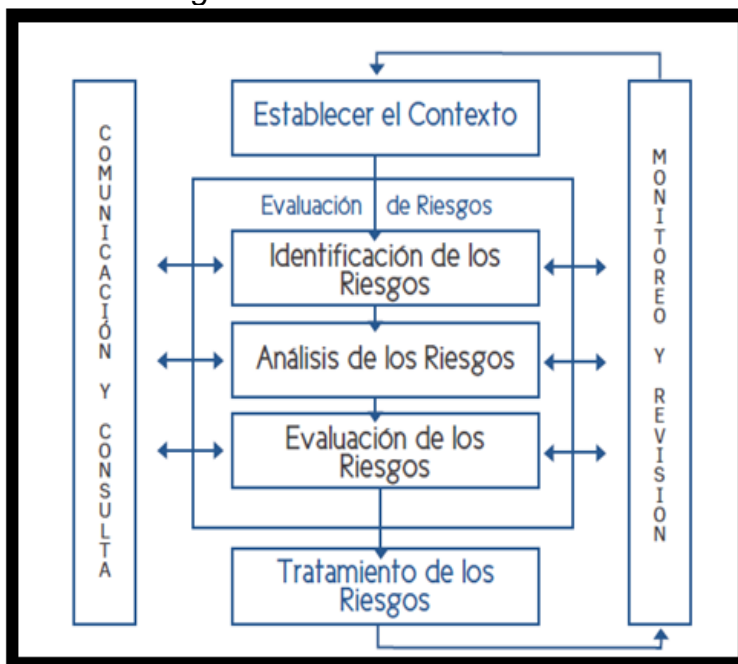 Establecer el Contexto
Evaluación de Riesgos
Identificación de los
Riesgos
Análisis de los Riesgos
Evaluación de los
Riesgos
Tratamiento de los
Riesgos
COMUNICACIÓN Y CONSULTA
MONITOREO Y REVISIÓN